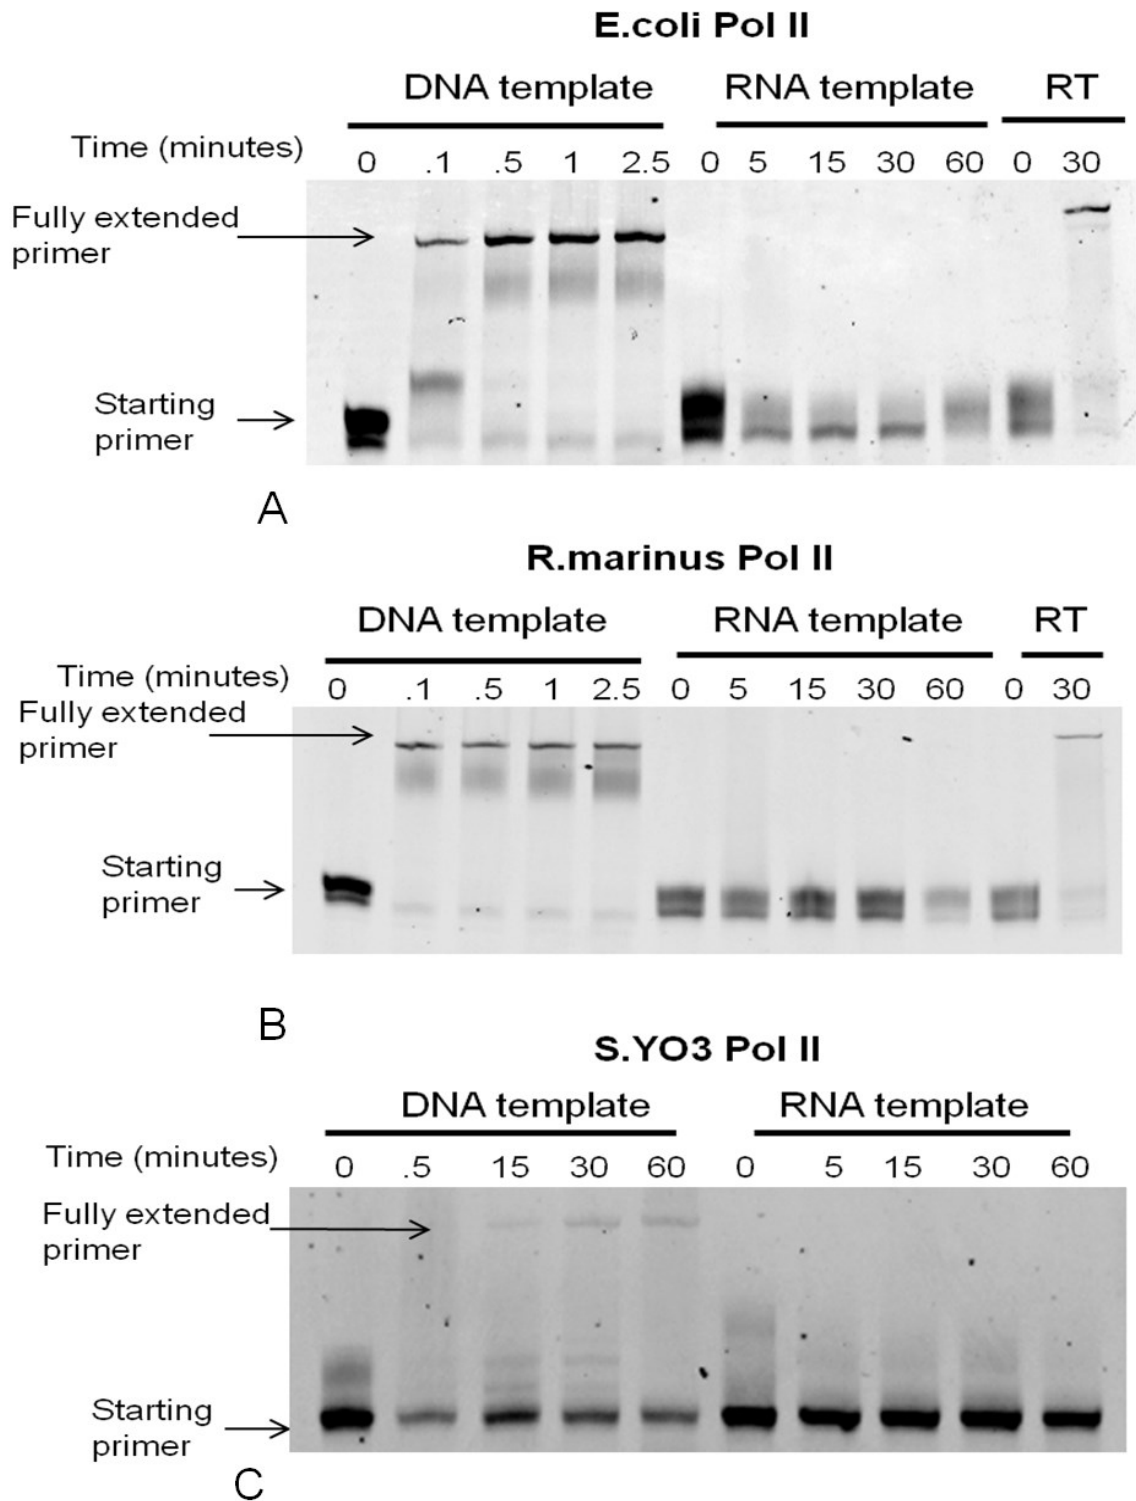 E.coli Pol II
DNA template RNA template RT
Time (minutes) 0 .1 .5 1 2.5 0 5 15 30 60 0 30
Fully extended
primer
Starting
primer
A
R.marinus Pol II
DNA template RNA template RT
Time (minutes) 0 .1 .5 1 2.5 0 5 15 30 60 0 30
Fully extended
primer
Starting
primer
B
S.YO3 Pol II
DNA template RNA template
Time (minutes) 0 .5 15 30 60 0 5 15 30 60
Fully extended
primer
Starting
primer
C